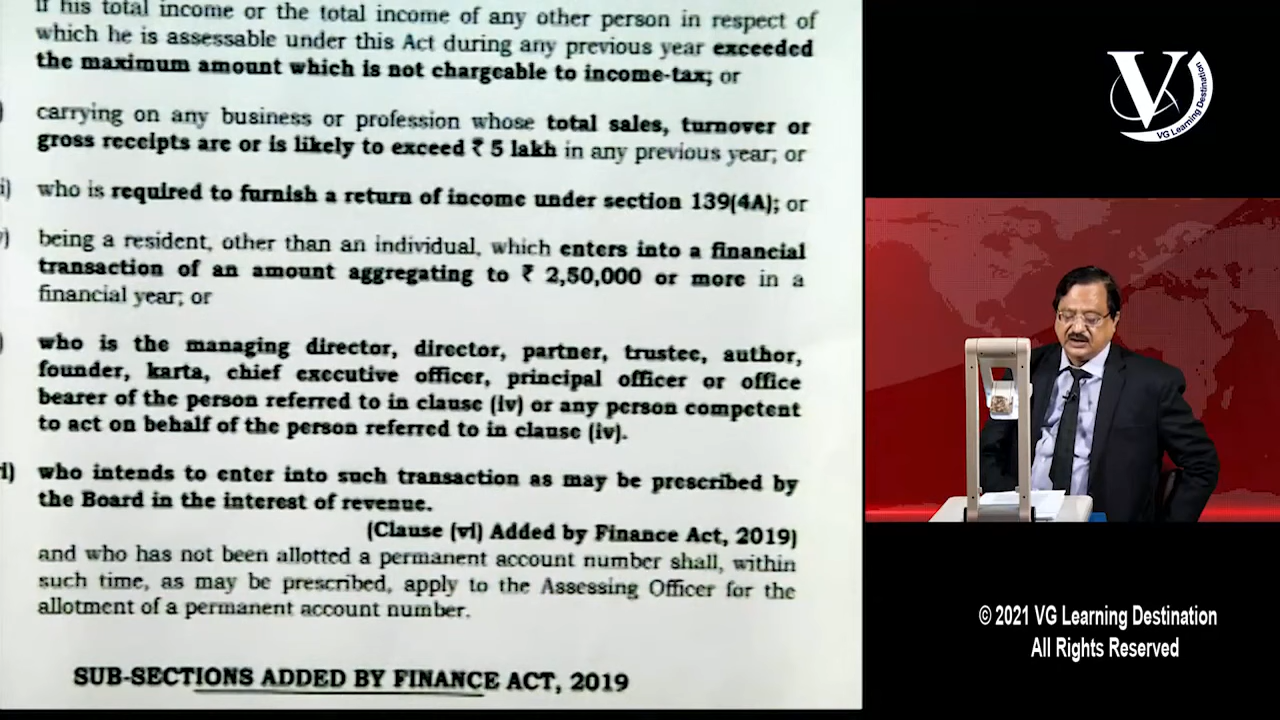 if his total income or the total income of any other person in respect of
which he is assessable under this Act during any previous year exceeded
the maximum amount which is not chargeable to income-tax; or
) carrying on any business or profession whose total sales, turnover or
gross receipts are or is likely to exceed ₹ 5 lakh in any previous year; or
i) who is required to furnish a return of income under section 139(4A); or
) being a resident, other than an individual, which enters into a financial
transaction of an amount aggregating to ₹ 2,50,000 or more in a
financial year; or
) who is the managing director, director, partner, trustee, author,
founder, karta, chief executive officer, principal officer or office
bearer of the person referred to in clause (iv) or any person competent
to act on behalf of the person referred to in clause (iv).
i) who intends to enter into such transaction as may be prescribed by
the Board in the interest of revenue.
(Clause (vi) Added by Finance Act, 2019)
and who has not been allotted a permanent account number shall, within
such time, as may be prescribed, apply to the Assessing Officer for the
allotment of a permanent account number.
SUB-SECTIONS ADDED BY FINANCE ACT, 2019
VG
VG Learning Destination
© 2021 VG Learning Destination
All Rights Reserved